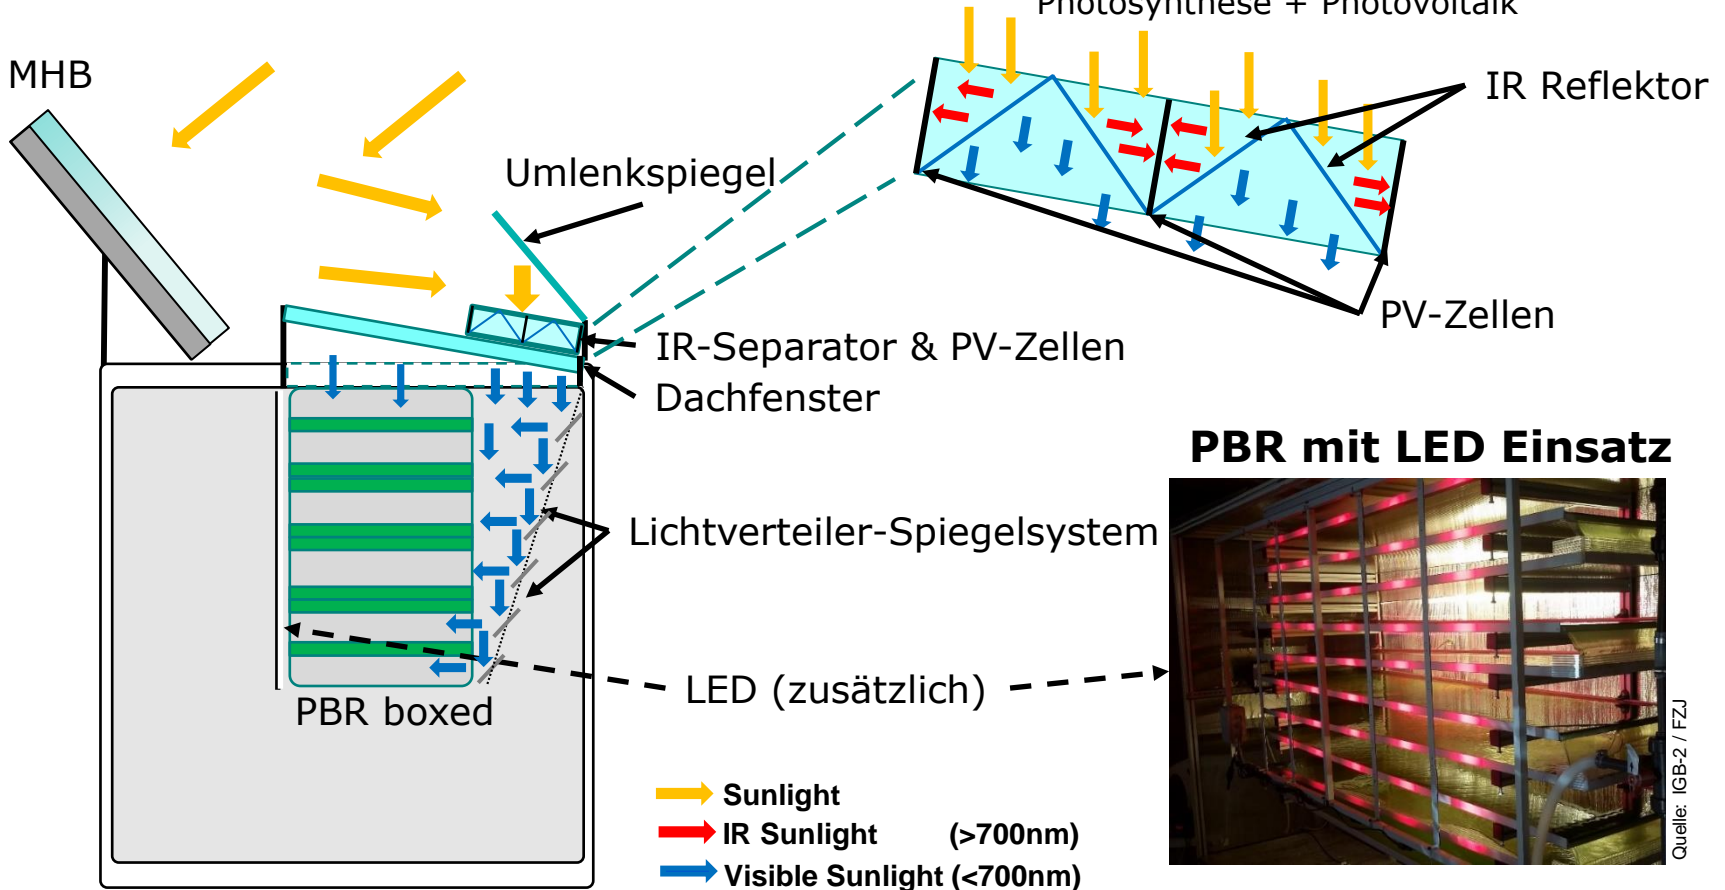 Photosynthese + Photovoltaik
MHB
IR Reflektor
Umlenkspiegel
PV-Zellen
IR-Separator & PV-Zellen
Dachfenster
PBR mit LED Einsatz
Lichtverteiler-Spiegelsystem
LED (zusätzlich)
PBR boxed
Quelle: IGB-2 / FZJ
Sunlight
IR Sunlight (>700nm)
Visible Sunlight (<700nm)